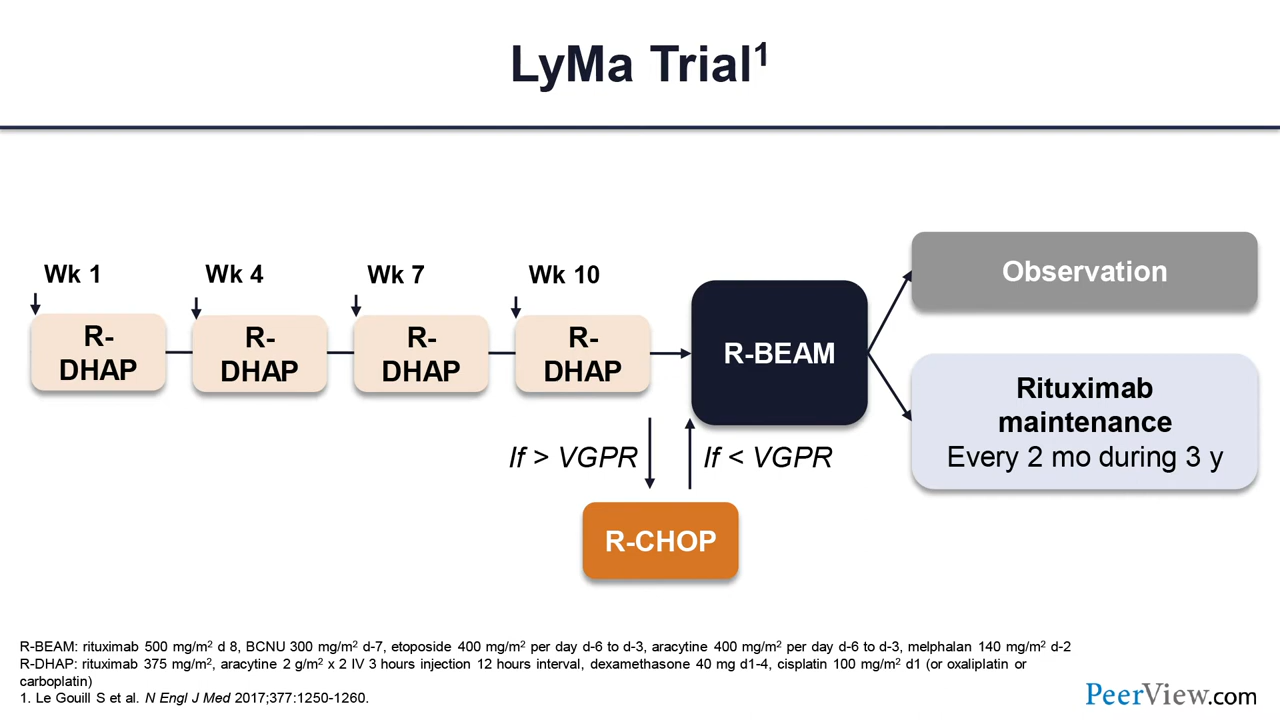 LyMa Trial1
Wk 1
Wk 4
Wk 7
Wk 10
R-
DHAP
R-
DHAP
R-
DHAP
R-
DHAP
R-BEAM
Observation
Rituximab
maintenance
Every 2 mo during 3 y
If > VGPR
If < VGPR
R-CHOP
R-BEAM: rituximab 500 mg/m2 d 8, BCNU 300 mg/m2 d-7, etoposide 400 mg/m2 per day d-6 to d-3, aracytine 400 mg/m2 per day d-6 to d-3, melphalan 140 mg/m2 d-2
R-DHAP: rituximab 375 mg/m2, aracytine 2 g/m2 x 2 IV 3 hours injection 12 hours interval, dexamethasone 40 mg d1-4, cisplatin 100 mg/m2 d1 (or oxaliplatin or
carboplatin)
1. Le Gouill S et al. N Engl J Med 2017;377:1250-1260.
PeerView.com